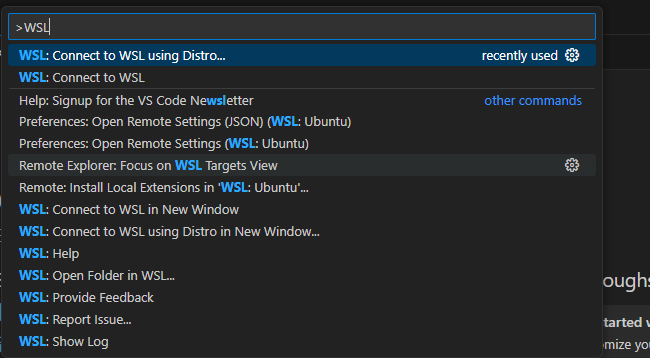 >WSL
WSL: Connect to WSL using Distro... recently used
WSL: Connect to WSL
Help: Signup for the VS Code Newsletter other commands
Preferences: Open Remote Settings (JSON) (WSL: Ubuntu)
Preferences: Open Remote Settings (WSL: Ubuntu)
Remote Explorer: Focus on WSL Targets View
Remote: Install Local Extensions in 'WSL: Ubuntu'...
WSL: Connect to WSL in New Window
WSL: Connect to WSL using Distro in New Window...
WSL: Help
WSL: Open Folder in WSL...
oughs
WSL: Provide Feedback
WSL: Report Issue...
tarted
WSL: Show Log
omize you